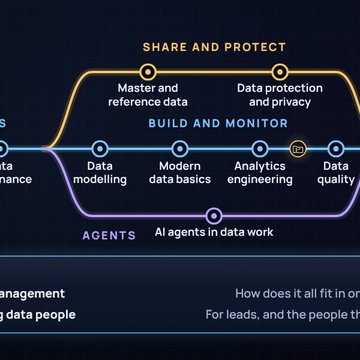 SHARE AND PROTECT
Master and
reference data
Data protection
and privacy
BUILD AND MONITOR
Data
modelling
Modern
data basics
Analytics
engineering
Data
quality
AGENTS
AI agents in data work
How does it all fit in
data people
For leads, and the people